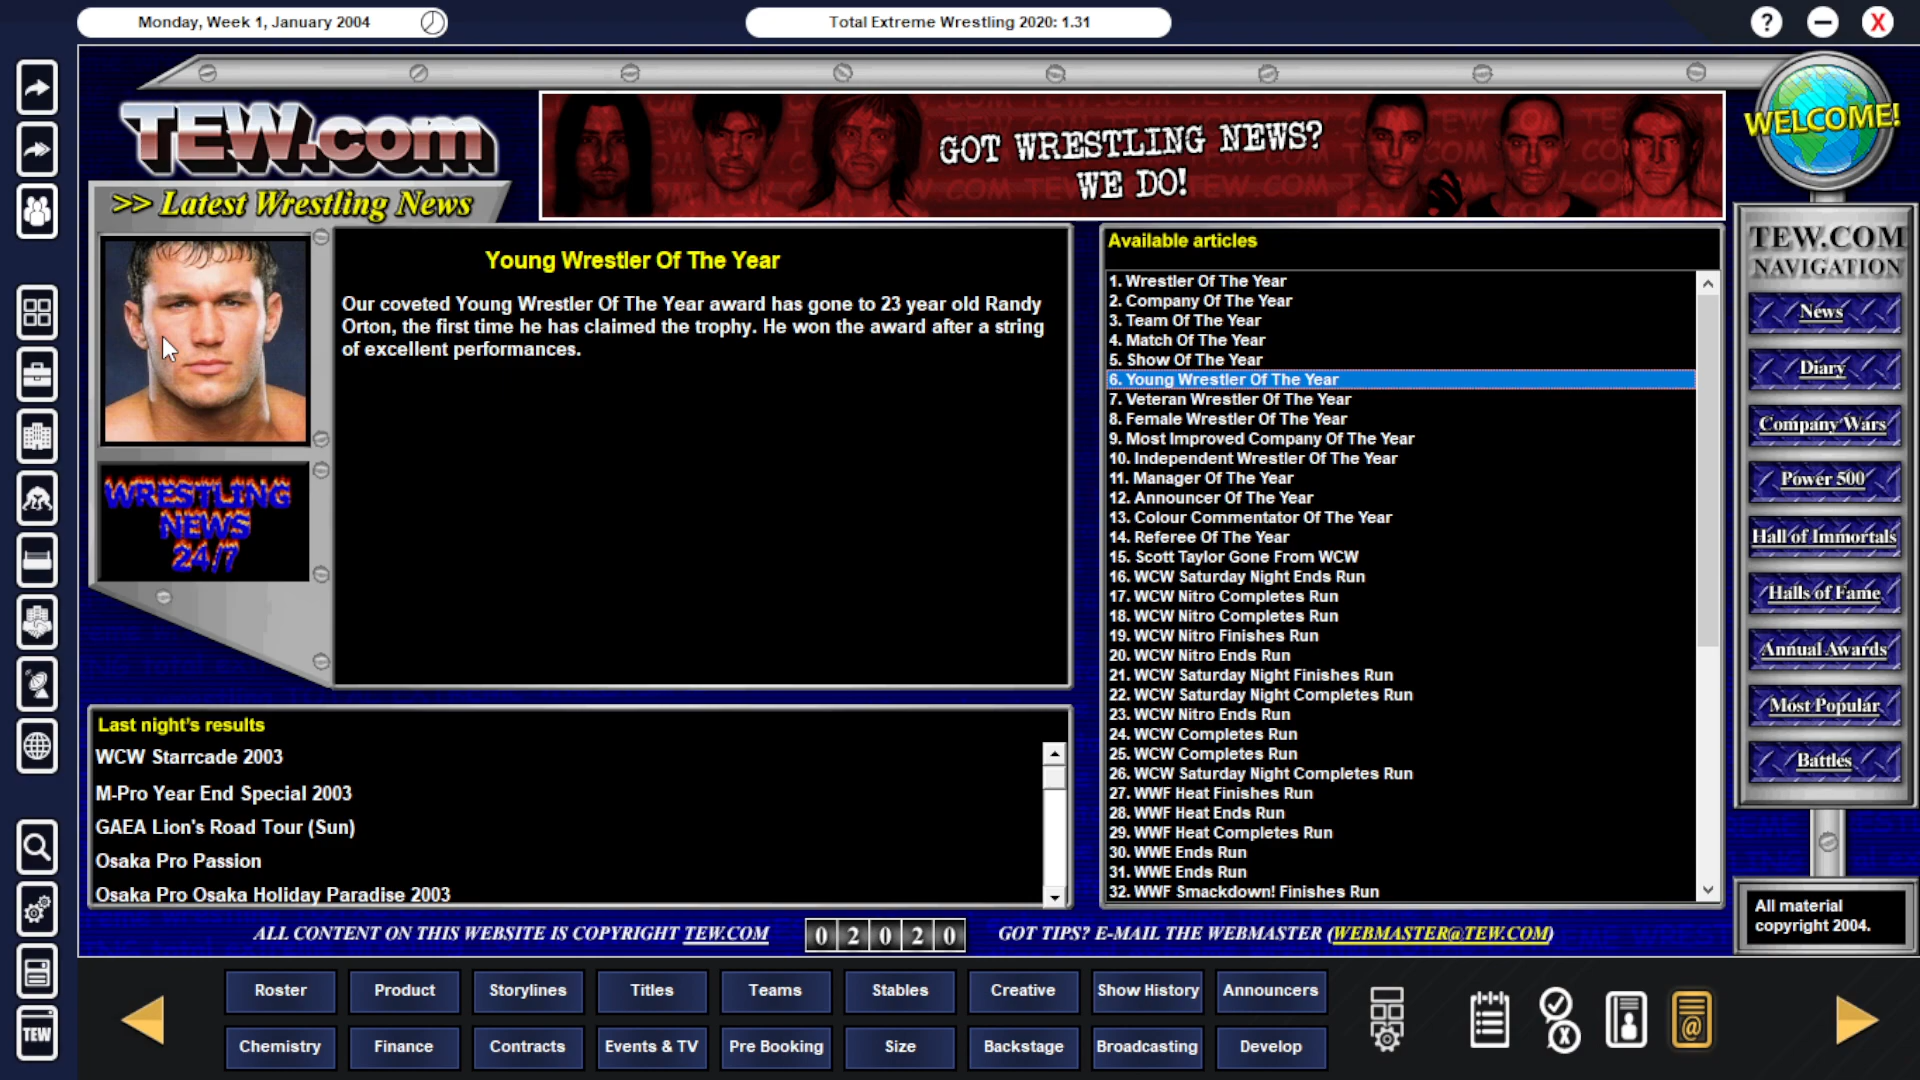 Monday, Week 1, January 2004
Total Extreme Wrestling 2020: 1.31
?
X
TEW.com
>> Latest Wrestling News
GOT WRESTLING NEWS?
WE DO!
WELCOME!
Young Wrestler Of The Year
Our coveted Young Wrestler Of The Year award has gone to 23 year old Randy
Orton, the first time he has claimed the trophy. He won the award after a string
of excellent performances.
WRESTLING
NEWS
24/7
Available articles
1. Wrestler Of The Year
2. Company Of The Year
3. Team Of The Year
4. Match Of The Year
5. Show Of The Year
6. Young Wrestler Of The Year
7. Veteran Wrestler Of The Year
8. Female Wrestler Of The Year
9. Most Improved Company Of The Year
10. Independent Wrestler Of The Year
11. Manager Of The Year
12. Announcer Of The Year
13. Colour Commentator Of The Year
14. Referee Of The Year
15. Scott Taylor Gone From WCW
16. WCW Saturday Night Ends Run
17. WCW Nitro Completes Run
18. WCW Nitro Completes Run
19. WCW Nitro Finishes Run
20. WCW Nitro Ends Run
21. WCW Saturday Night Finishes Run
22. WCW Saturday Night Completes Run
23. WCW Nitro Ends Run
24. WCW Completes Run
25. WCW Completes Run
26. WCW Saturday Night Completes Run
27. WWF Heat Finishes Run
28. WWF Heat Ends Run
29. WWF Heat Completes Run
30. WWE Ends Run
31. WWE Ends Run
32. WWF Smackdown! Finishes Run
TEW.COM
NAVIGATION
News
Diary
Company Wars
Power 500
Hall of Immortals
Halls of Fame
Annual Awards
Most Popular
Battles
All material
copyright 2004.
Last night's results
WCW Starrcade 2003
M-Pro Year End Special 2003
GAEA Lion's Road Tour (Sun)
Osaka Pro Passion
Osaka Pro Osaka Holiday Paradise 2003
ALL CONTENT ON THIS WEBSITE IS COPYRIGHT TEW.COM
0 2 0 2 0
GOT TIPS? E-MAIL THE WEBMASTER (WEBMASTER@TEW.COM)
Roster
Product
Storylines
Titles
Teams
Stables
Creative
Show History
Announcers
Chemistry
Finance
Contracts
Events & TV
Pre Booking
Size
Backstage
Broadcasting
Develop
TEW
@